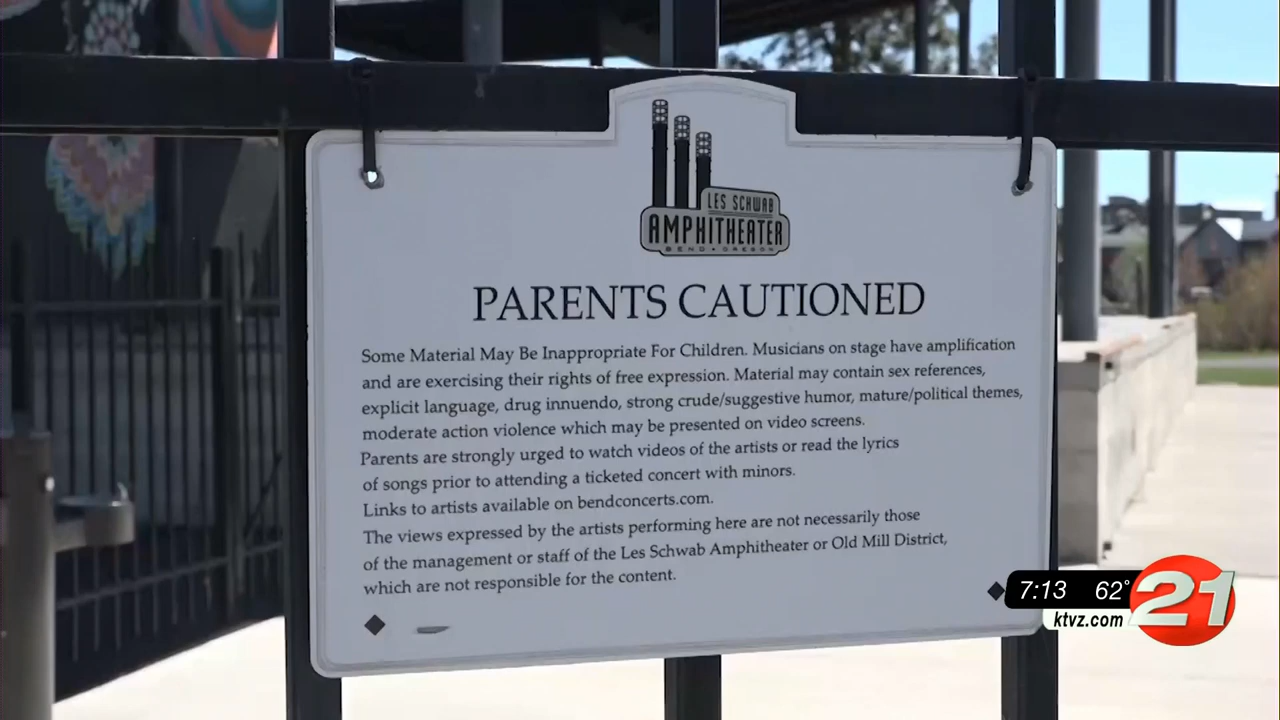 LES SCHWAB
AMPHITHEATER
BEND • OREGON
PARENTS CAUTIONED
Some Material May Be Inappropriate For Children. Musicians on stage have amplification
and are exercising their rights of free expression. Material may contain sex references,
explicit language, drug innuendo, strong crude/suggestive humor, mature/political themes,
moderate action violence which may be presented on video screens.
Parents are strongly urged to watch videos of the artists or read the lyrics
of songs prior to attending a ticketed concert with minors.
Links to artists available on bendconcerts.com.
The views expressed by the artists performing here are not necessarily those
of the management or staff of the Les Schwab Amphitheater or Old Mill District,
which are not responsible for the content.
7:13 62° 21
ktvz.com